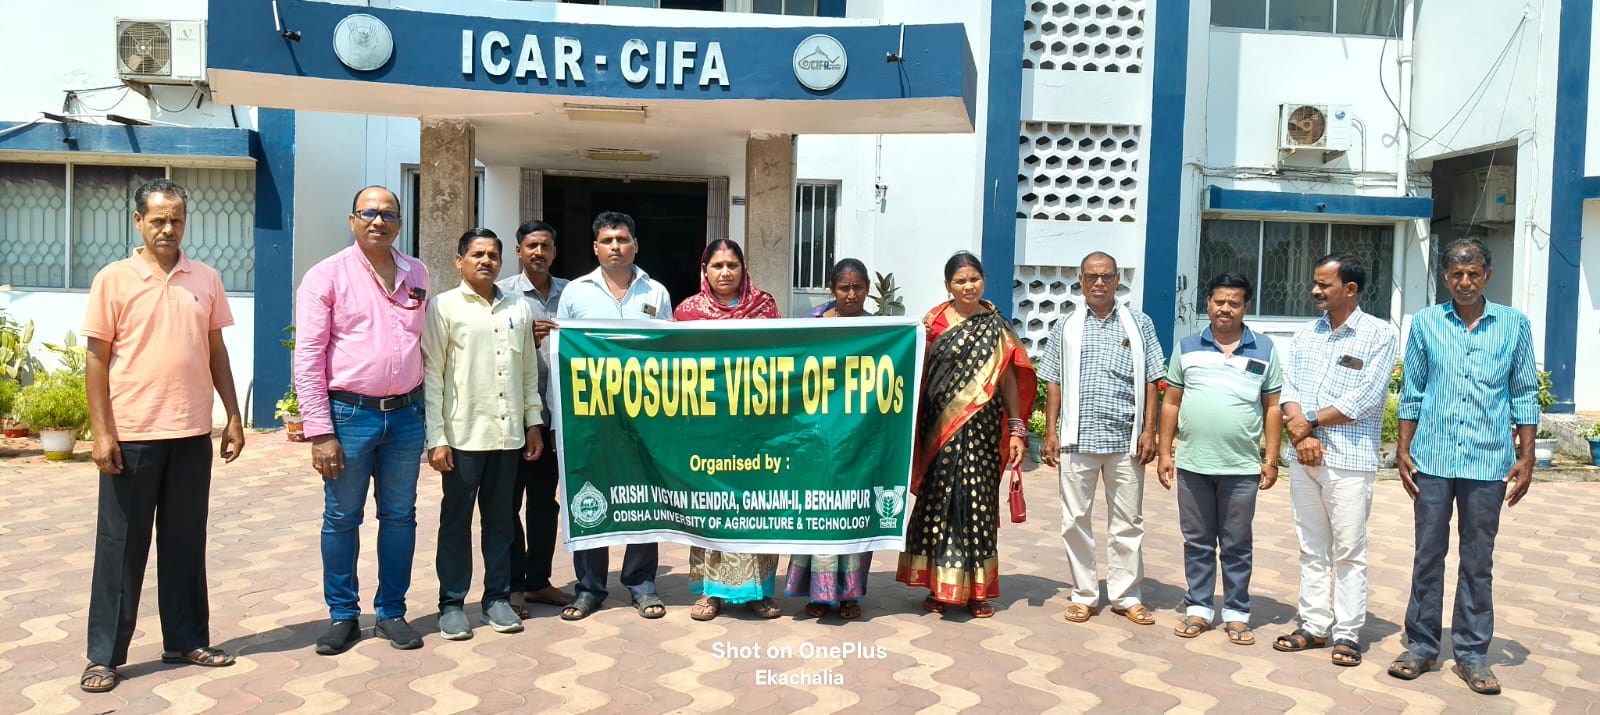 ICAR - CIFA
CIFA
EXPOSURE VISIT OF FPOs
Organised by :
KRISHI VIGYAN KENDRA, GANJAM-II, BERHAMPUR
ODISHA UNIVERSITY OF AGRICULTURE & TECHNOLOGY
Shot on OnePlus
Ekachalia